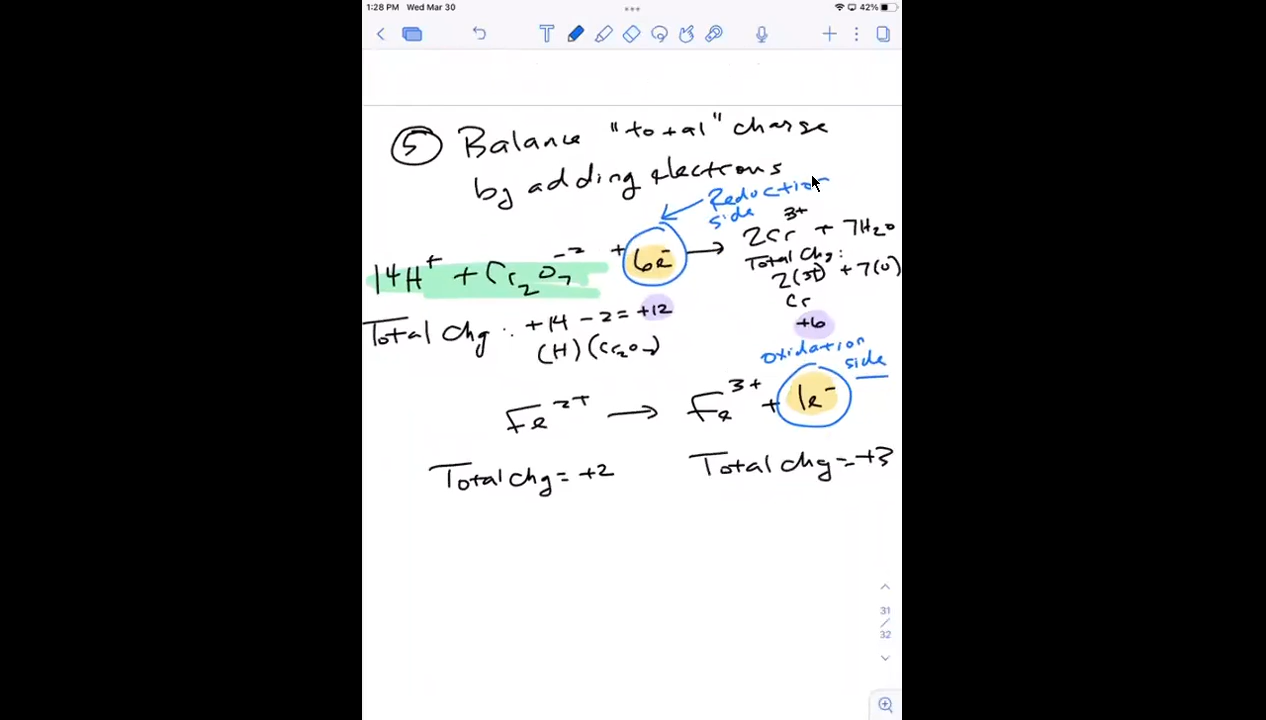 1:28 PM Wed Mar 30
42%
⑤ Balance "total" charge
by adding electrons
Reduction
side
14H⁺ + Cr₂O₇⁻² + 6e⁻ → 2Cr³⁺ + 7H₂O
Total Chg:
2(3+) + 7(0)
Cr
+6
Total Chg: +14 - 2 = +12
(H) (Cr₂O₇)
oxidation
side
Fe²⁺ → Fe³⁺ + 1e⁻
Total chg = +2
Total chg = +3
31
/
32